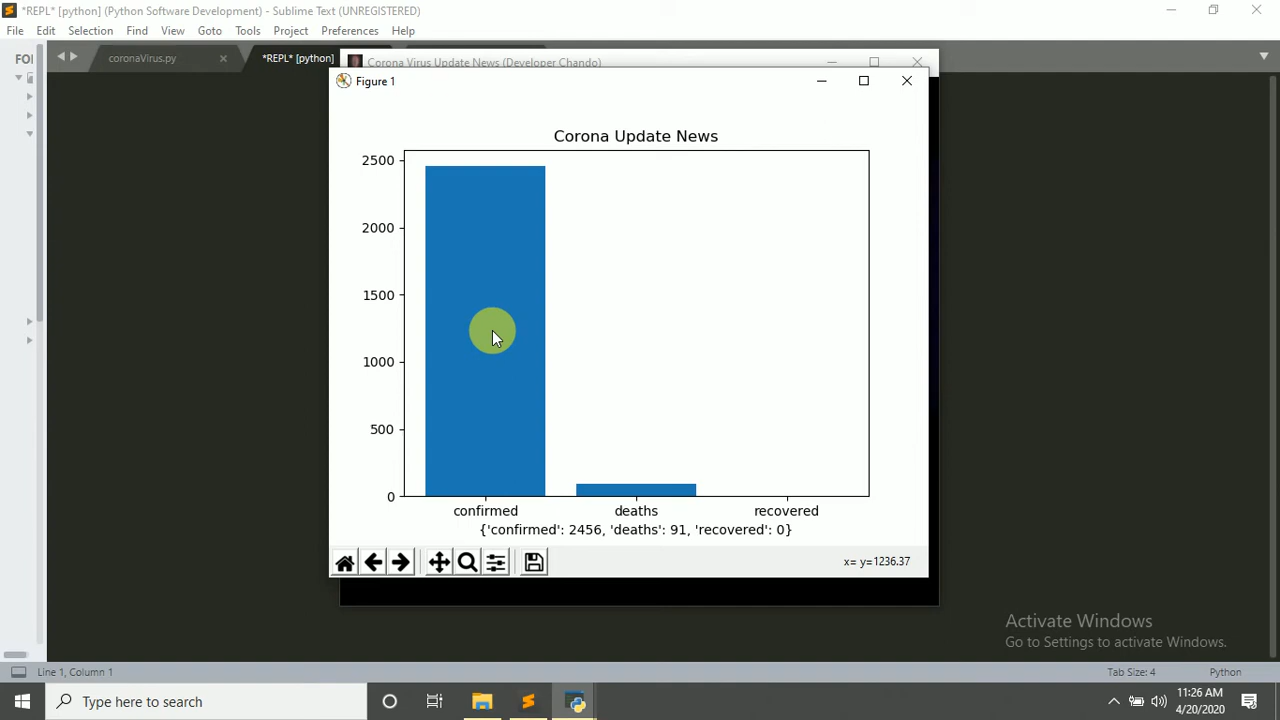 *REPL* [python] (Python Software Development) - Sublime Text (UNREGISTERED)
File Edit Selection Find View Goto Tools Project Preferences Help
FOl
coronaVirus.py
*REPL* [python]
Corona Virus Update News (Developer Chando)
Figure 1
Corona Update News
2500
2000
1500
1000
500
0
confirmed deaths recovered
{'confirmed': 2456, 'deaths': 91, 'recovered': 0}
x= y=1236.37
Activate Windows
Go to Settings to activate Windows.
Line 1, Column 1
Tab Size: 4
Python
Type here to search
11:26 AM
4/20/2020